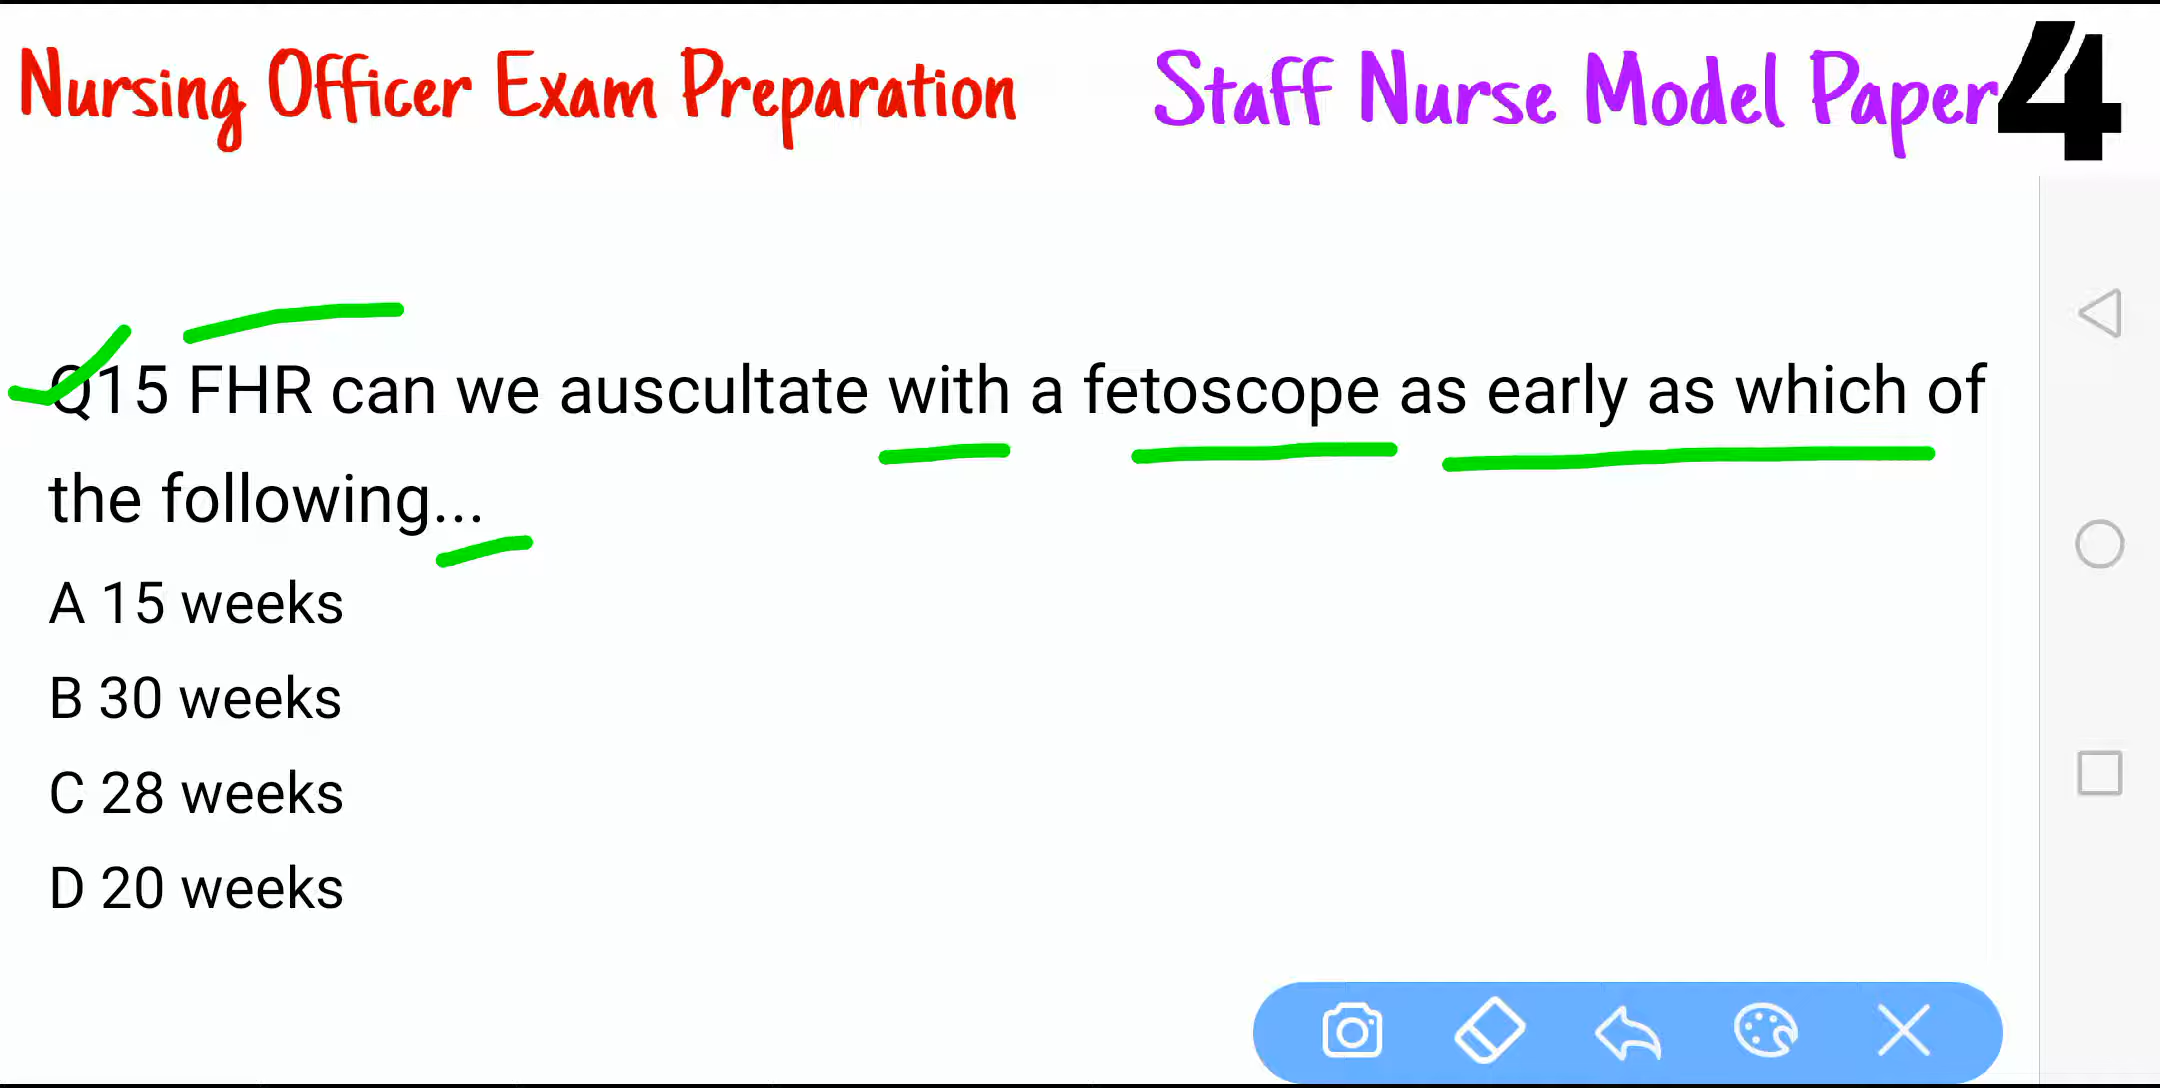 Nursing Officer Exam Preparation Staff Nurse Model Paper 4
Q15 FHR can we auscultate with a fetoscope as early as which of
the following...
A 15 weeks
B 30 weeks
C 28 weeks
D 20 weeks